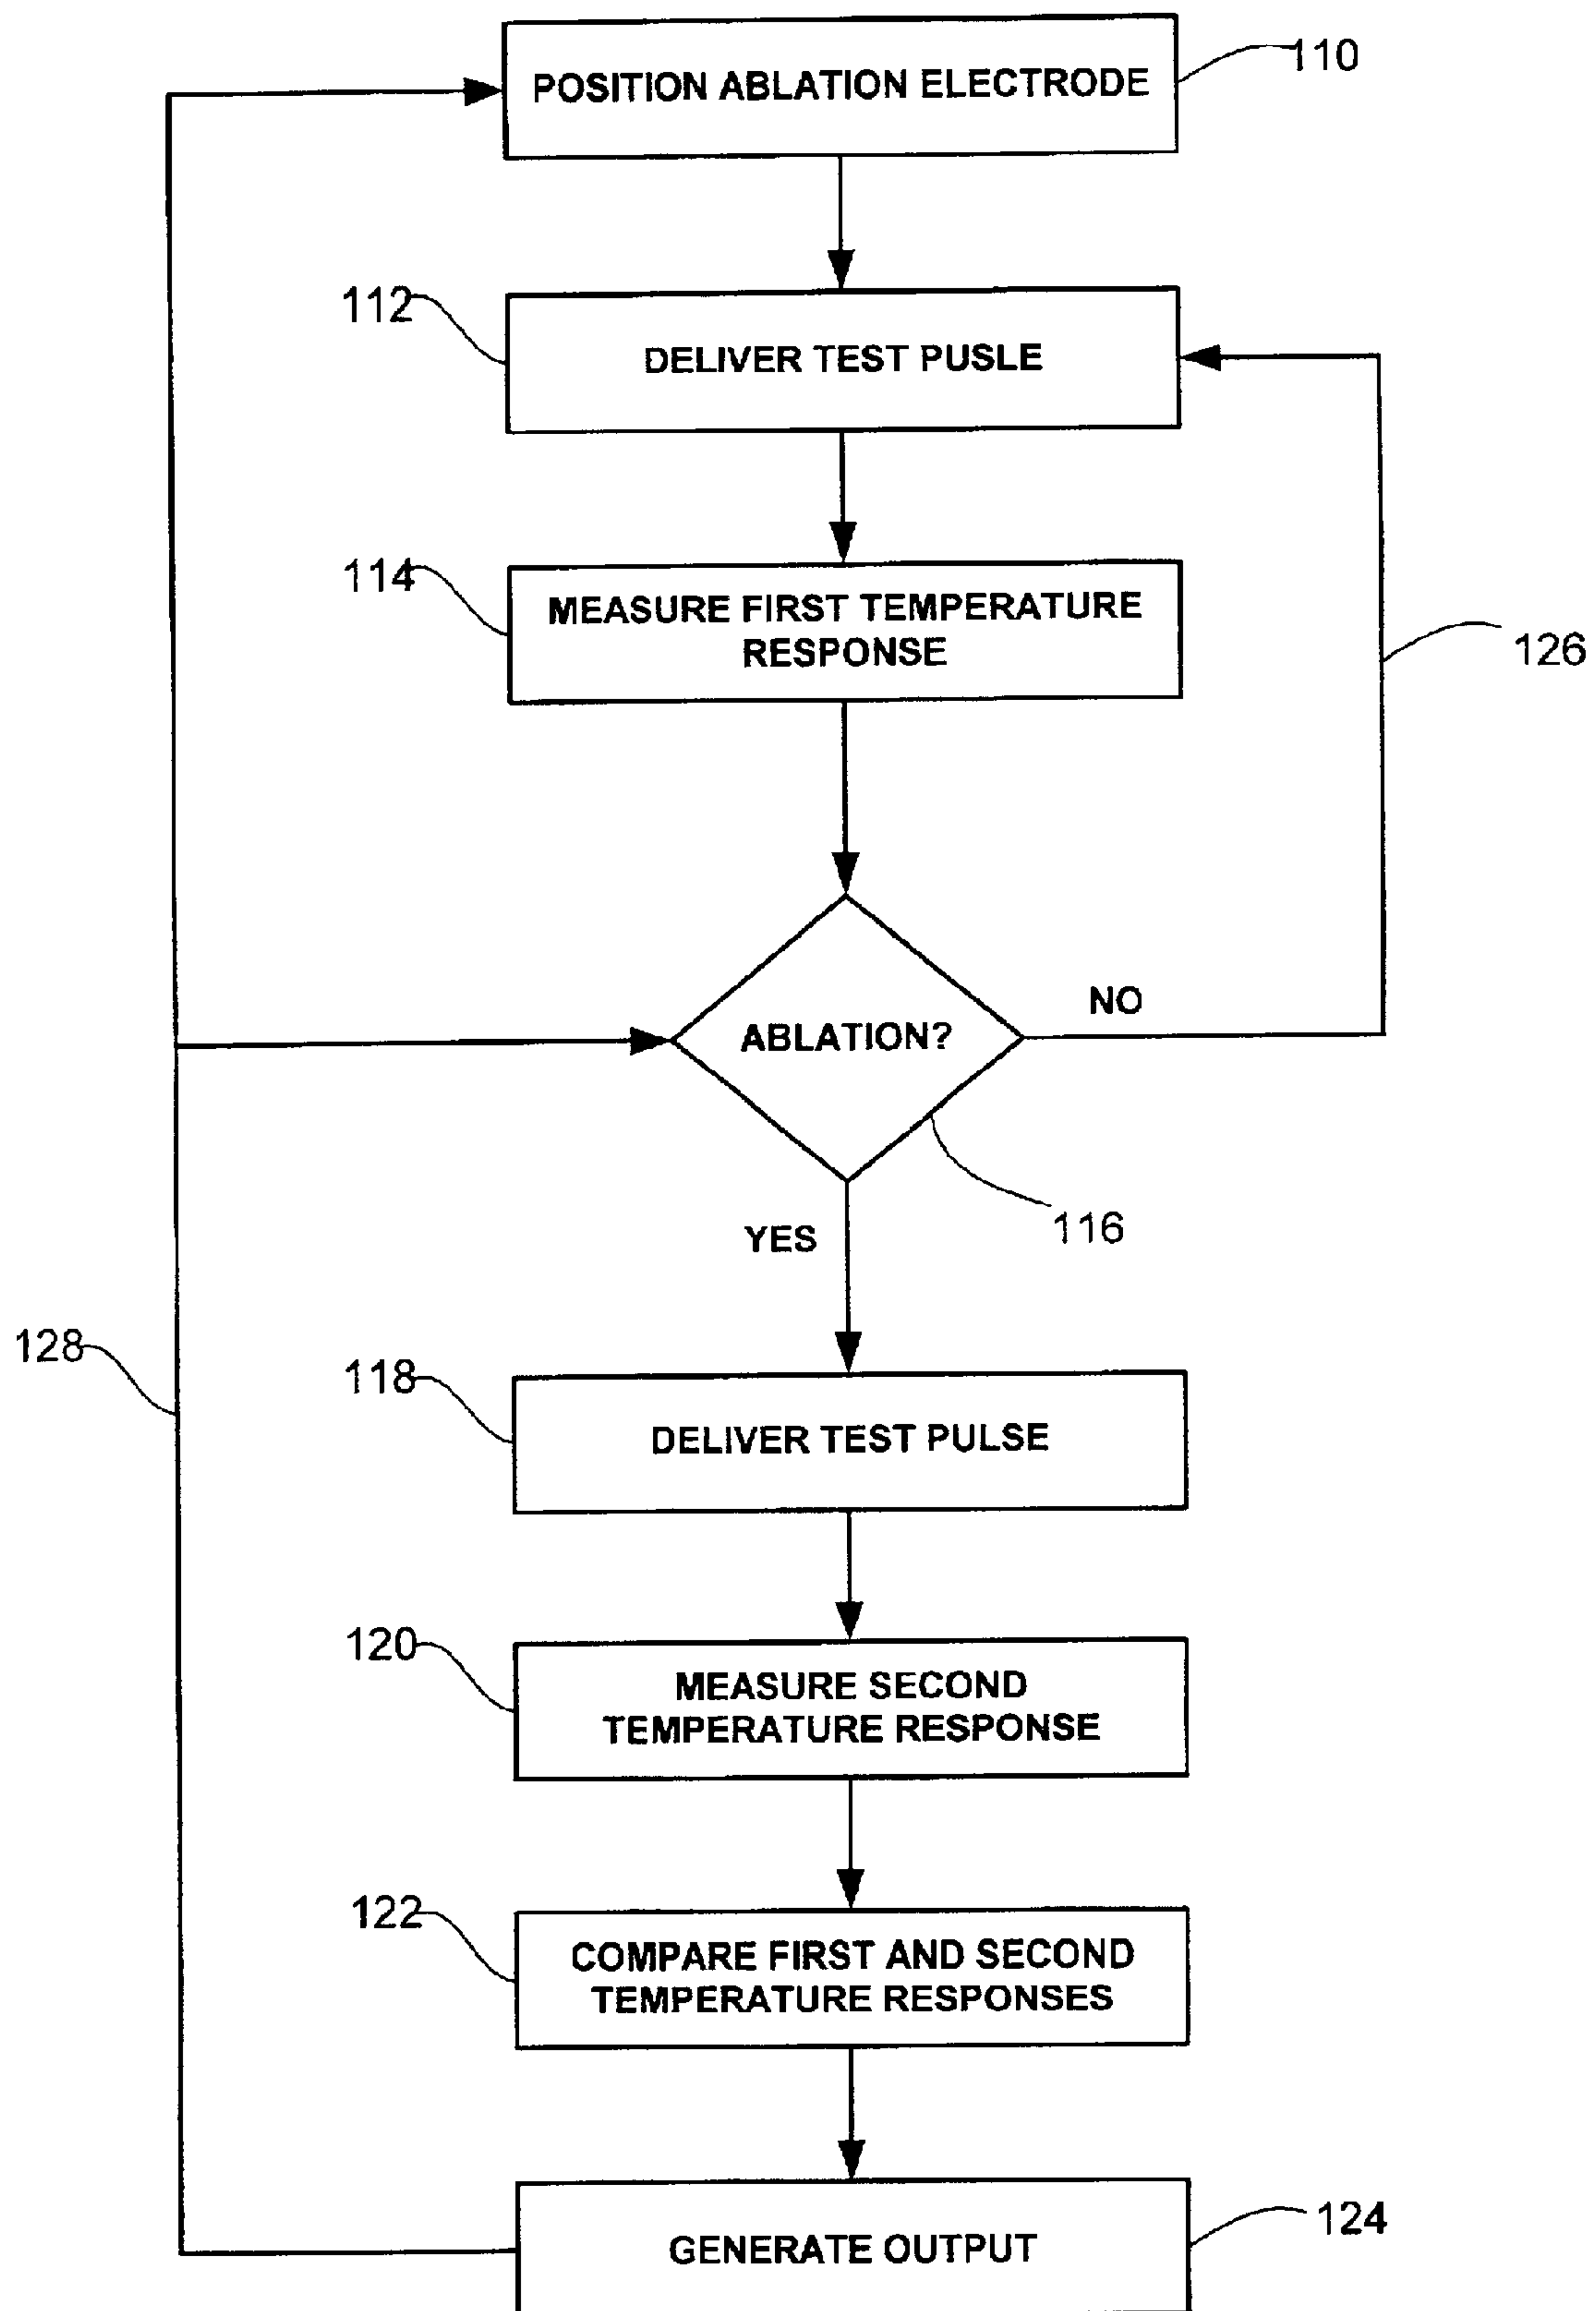 POSITION ABLATION ELECTRODE
110
112
DELIVER TEST PUSLE
114
MEASURE FIRST TEMPERATURE
RESPONSE
126
NO
ABLATION?
116
YES
128
118
DELIVER TEST PULSE
120
MEASURE SECOND
TEMPERATURE RESPONSE
122
COMPARE FIRST AND SECOND
TEMPERATURE RESPONSES
124
GENERATE OUTPUT